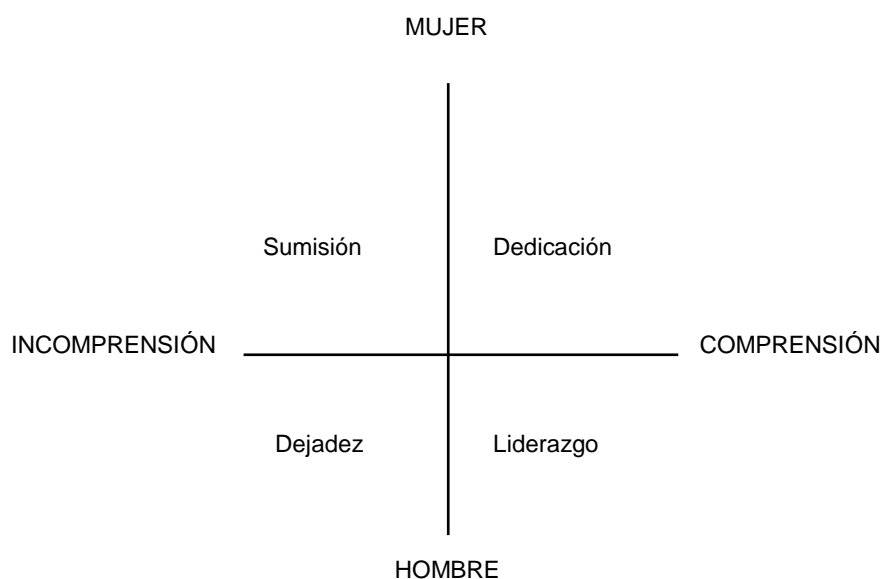 MUJER
Sumisión Dedicación
INCOMPRENSIÓN COMPRENSIÓN
Dejadez Liderazgo
HOMBRE